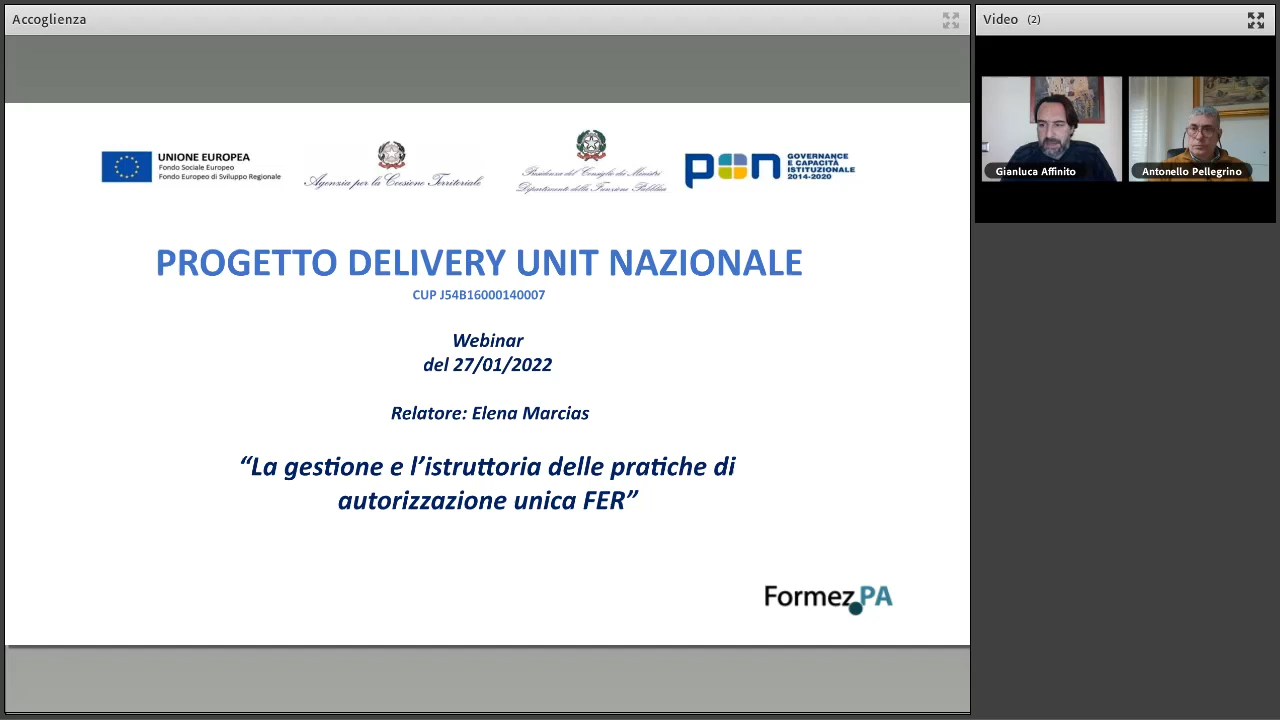 Accoglienza
Video (2)
UNIONE EUROPEA
Fondo Sociale Europeo
Fondo Europeo di Sviluppo Regionale
Agenzia per la Coesione Territoriale
Presidenza del Consiglio dei Ministri
Dipartimento della Funzione Pubblica
pon
GOVERNANCE
E CAPACITÀ
ISTITUZIONALE
2014-2020
Gianluca Affinito
Antonello Pellegrino
PROGETTO DELIVERY UNIT NAZIONALE
CUP J54B16000140007
Webinar
del 27/01/2022
Relatore: Elena Marcias
“La gestione e l’istruttoria delle pratiche di
autorizzazione unica FER”
Formez PA